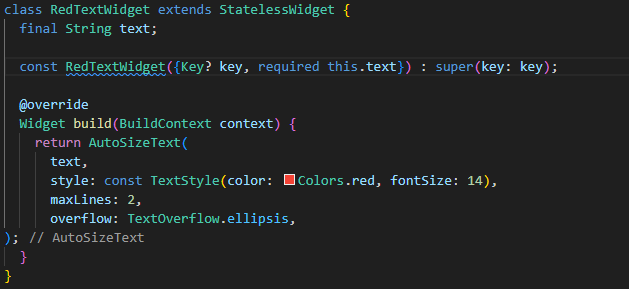 class RedTextWidget extends StatelessWidget {
  final String text;

  const RedTextWidget({Key? key, required this.text}) : super(key: key);

  @override
  Widget build(BuildContext context) {
    return AutoSizeText(
      text,
      style: const TextStyle(color: Colors.red, fontSize: 14),
      maxLines: 2,
      overflow: TextOverflow.ellipsis,
); // AutoSizeText
  }
}